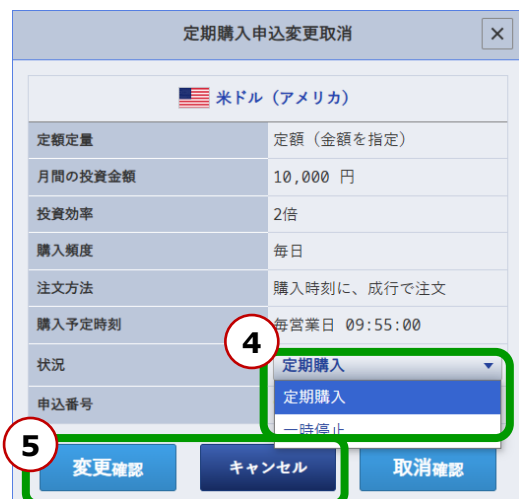 定期購入申込変更取消
×
米ドル（アメリカ）
定額定量 定額（金額を指定）
月間の投資金額 10,000 円
投資効率 2倍
購入頻度 毎日
注文方法 購入時刻に、成行で注文
購入予定時刻 毎営業日 09:55:00
4
状況 定期購入 ▼
定期購入
申込番号
一時停止
5
変更確認 キャンセル 取消確認